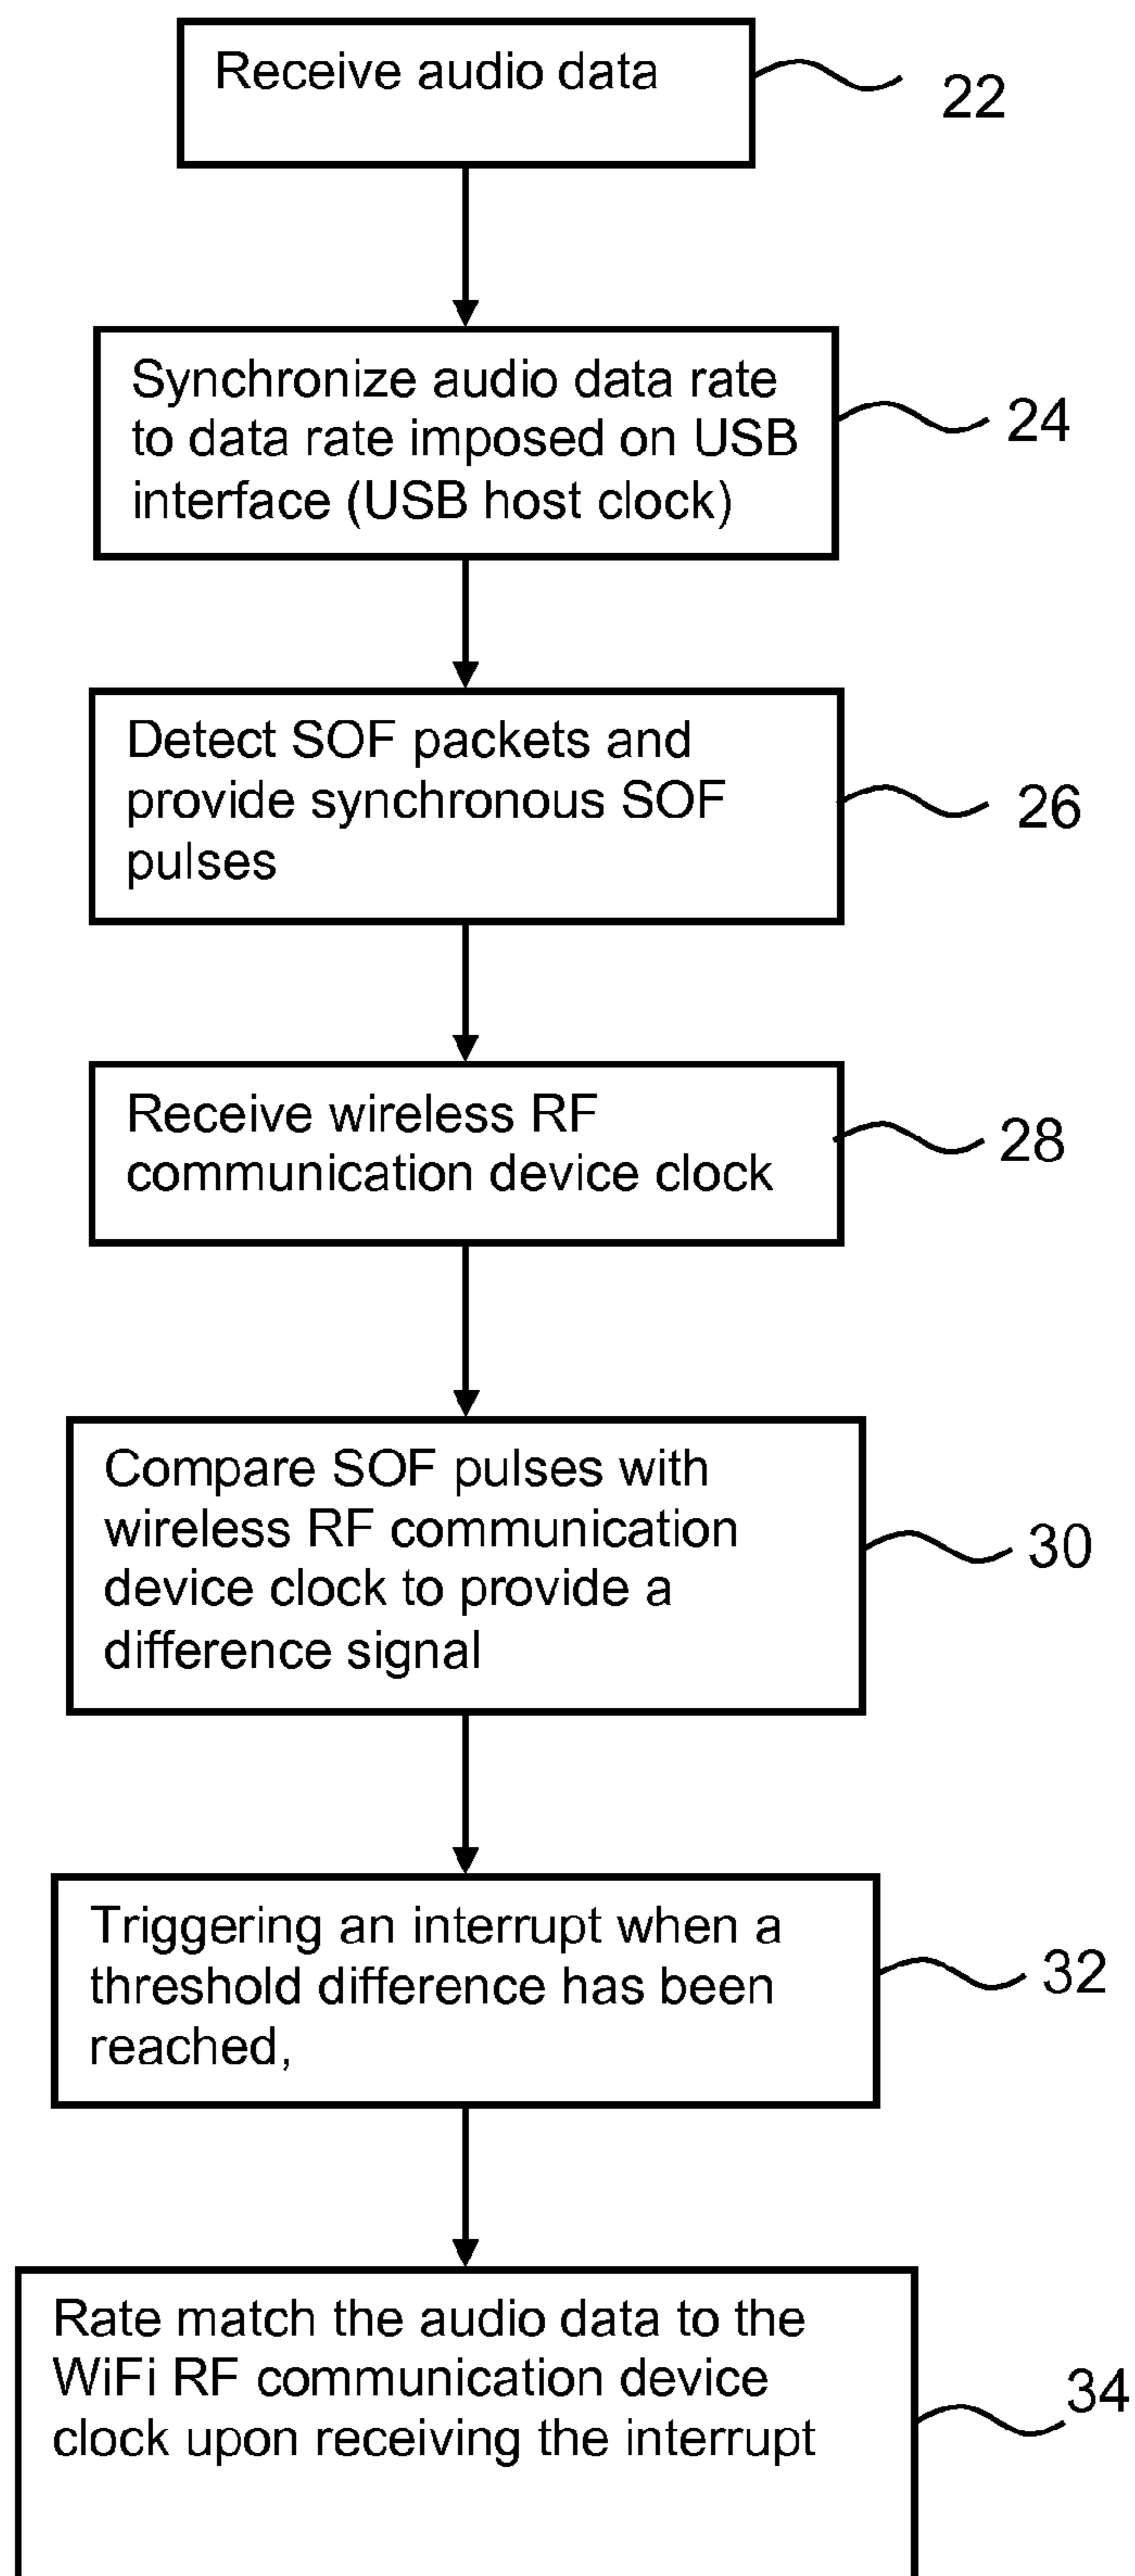 Receive audio data
22
Synchronize audio data rate
to data rate imposed on USB
interface (USB host clock)
24
Detect SOF packets and
provide synchronous SOF
pulses
26
Receive wireless RF
communication device clock
28
Compare SOF pulses with
wireless RF communication
device clock to provide a
difference signal
30
Triggering an interrupt when a
threshold difference has been
reached,
32
Rate match the audio data to the
WiFi RF communication device
clock upon receiving the interrupt
34